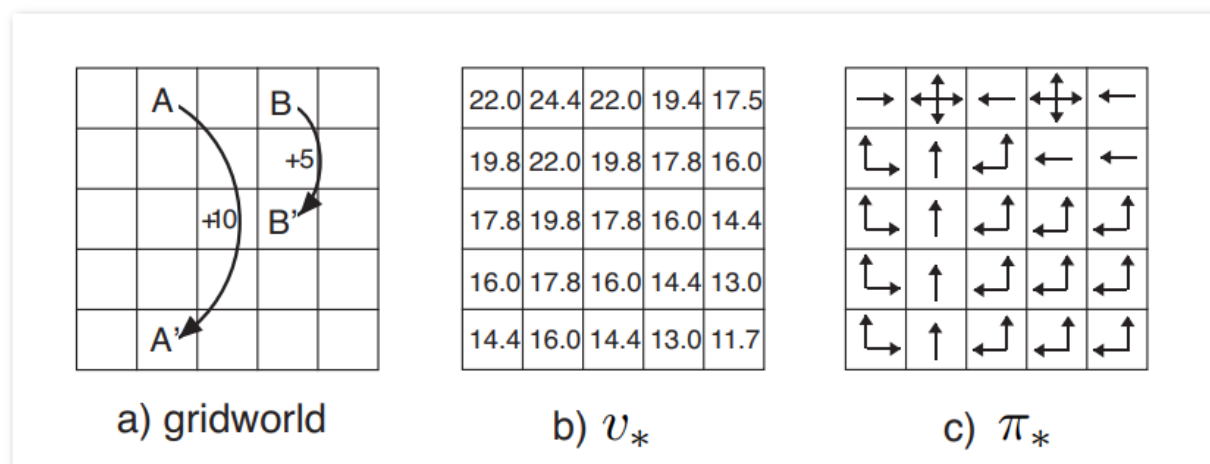 A B
+5
+10 B'
A'
22.0 24.4 22.0 19.4 17.5
19.8 22.0 19.8 17.8 16.0
17.8 19.8 17.8 16.0 14.4
16.0 17.8 16.0 14.4 13.0
14.4 16.0 14.4 13.0 11.7
a) gridworld
b) v*
c) π*